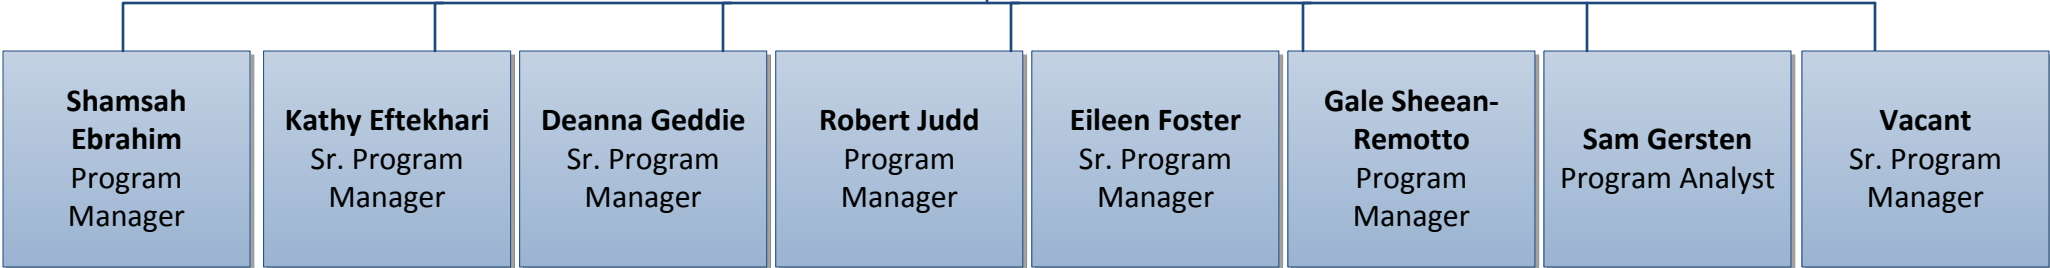 Shamsah
Ebrahim
Program
Manager
Kathy Eftekhari
Sr. Program
Manager
Deanna Geddie
Sr. Program
Manager
Robert Judd
Program
Manager
Eileen Foster
Sr. Program
Manager
Gale Sheean-
Remotto
Program
Manager
Sam Gersten
Program Analyst
Vacant
Sr. Program
Manager